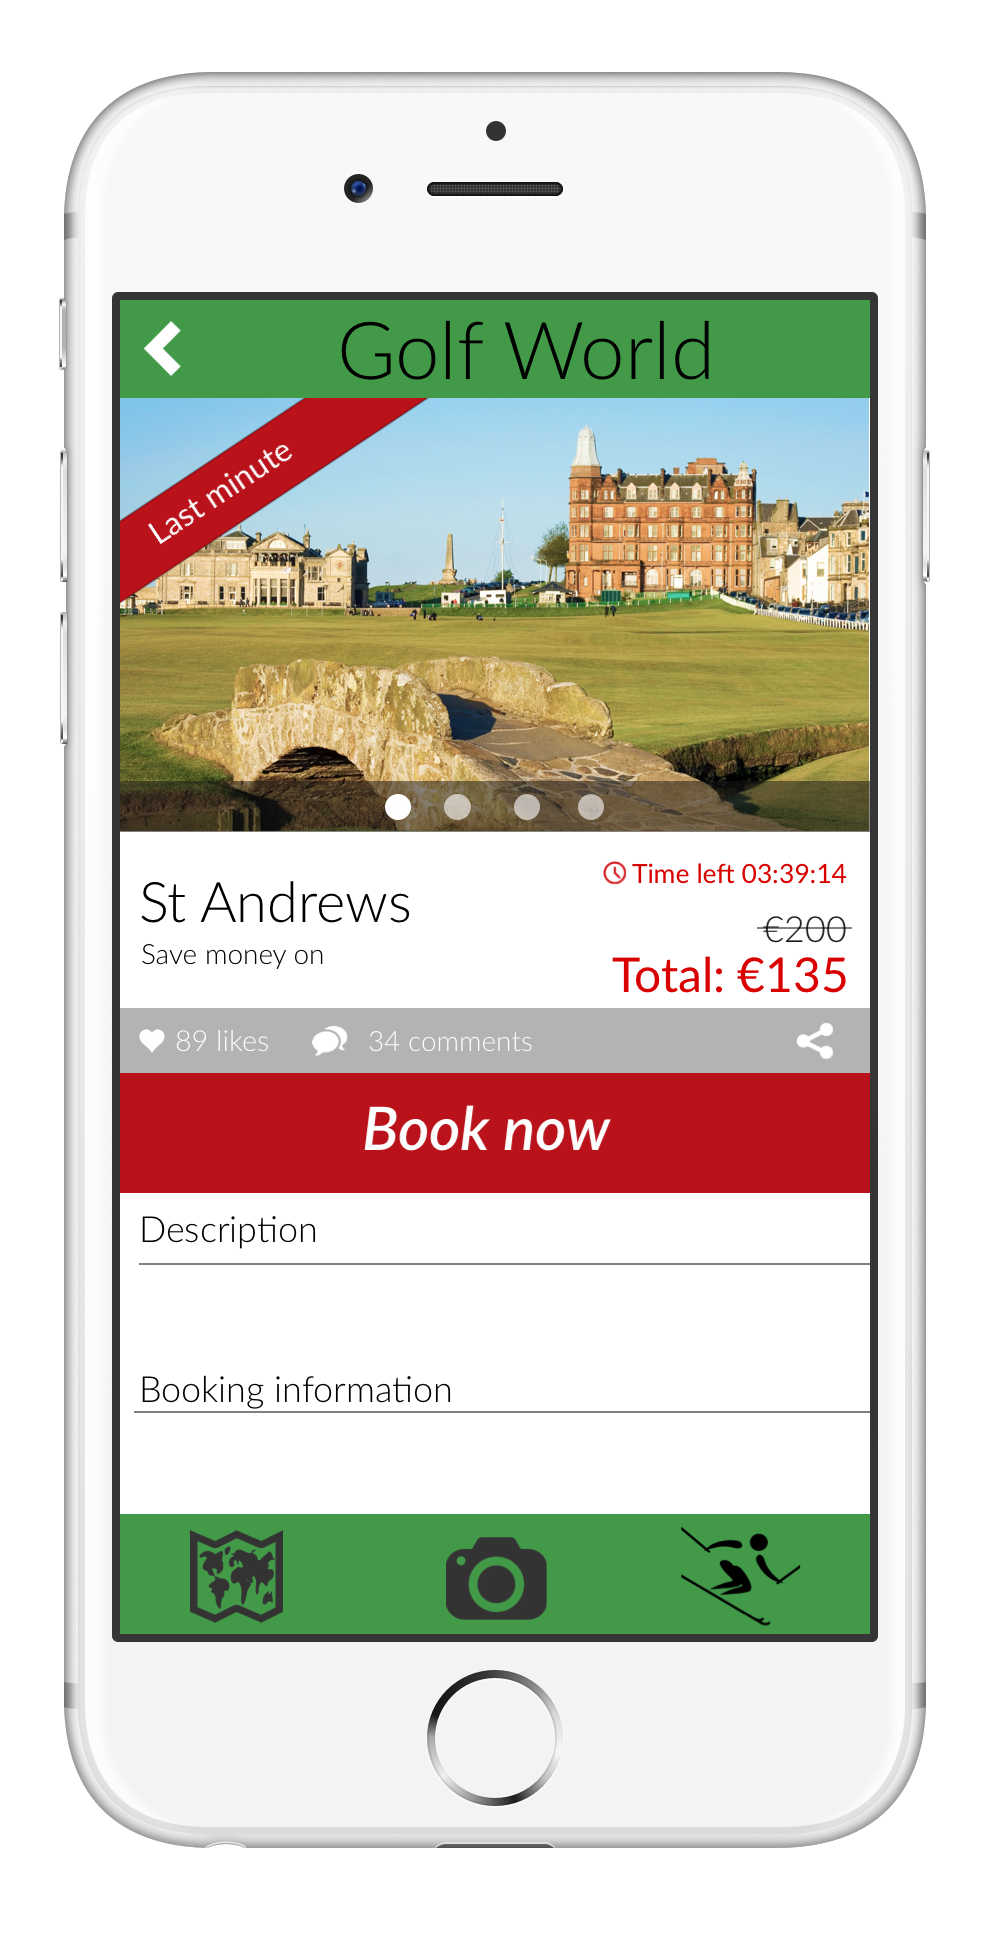 Golf World
Last minute
Time left 03:39:14
St Andrews
€200
Save money on
Total: €135
89 likes
34 comments
Book now
Description
Booking information